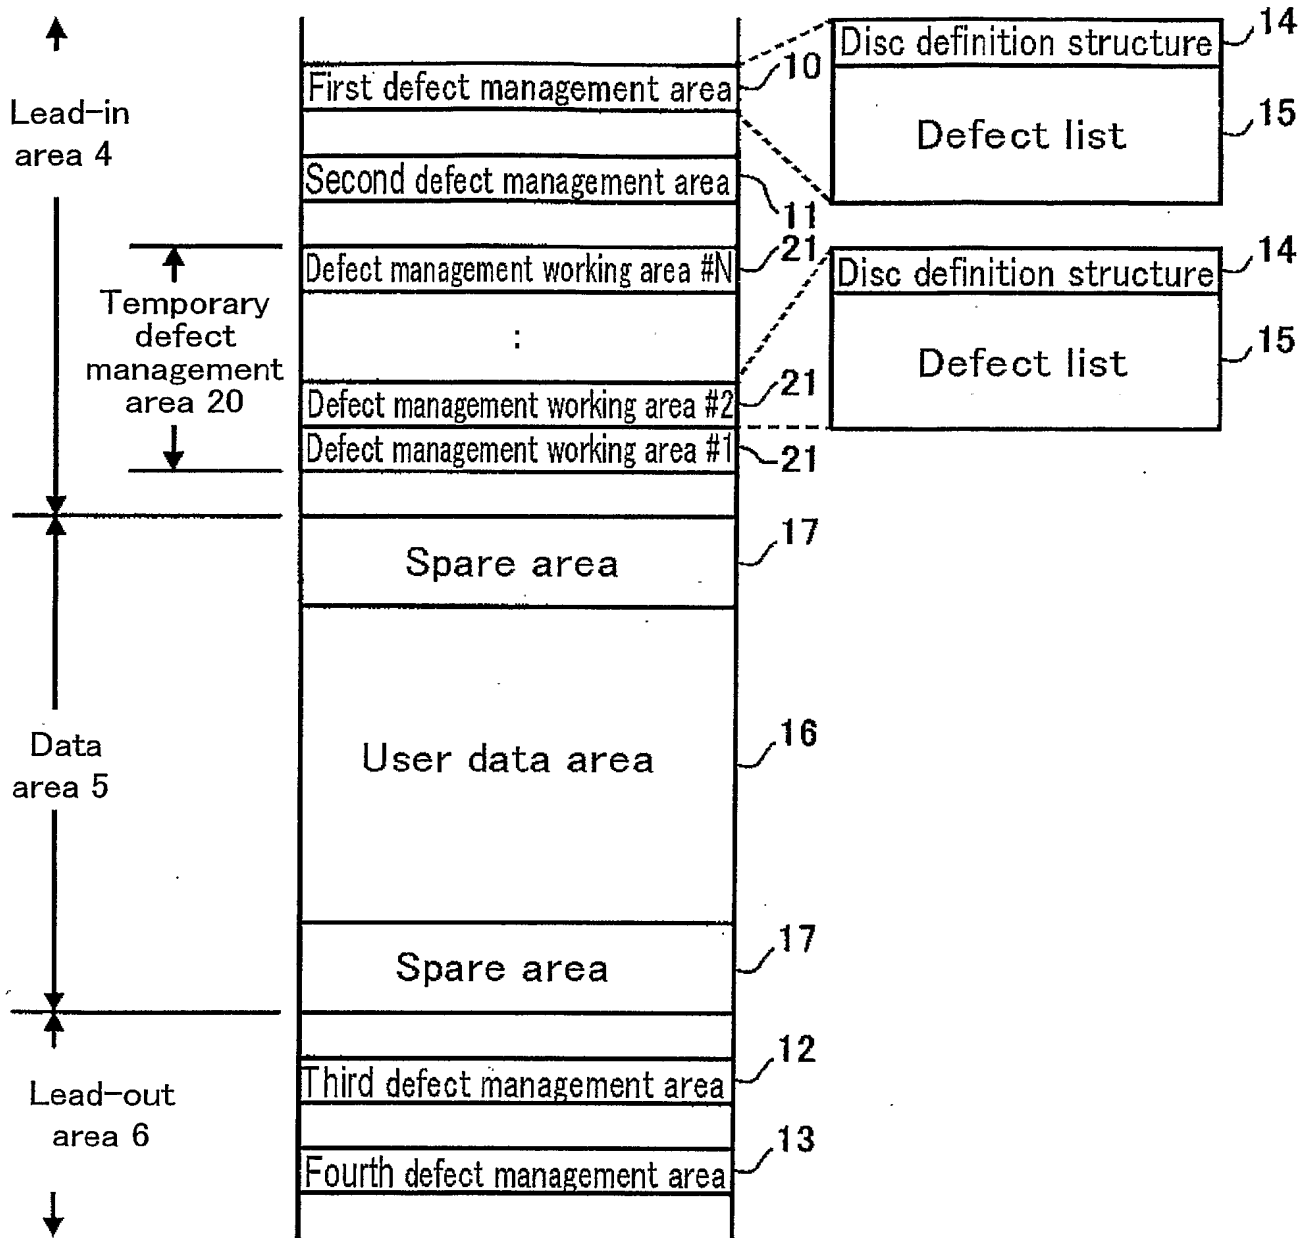 14
Disc definition structure
10
First defect management area
Lead-in
area 4
15
Defect list
Second defect management area
11
21
14
Defect management working area #N
Disc definition structure
Temporary
defect
management
area 20
:
15
Defect list
21
Defect management working area #2
Defect management working area #1
21
17
Spare area
16
User data area
Data
area 5
17
Spare area
12
Third defect management area
Lead-out
area 6
13
Fourth defect management area